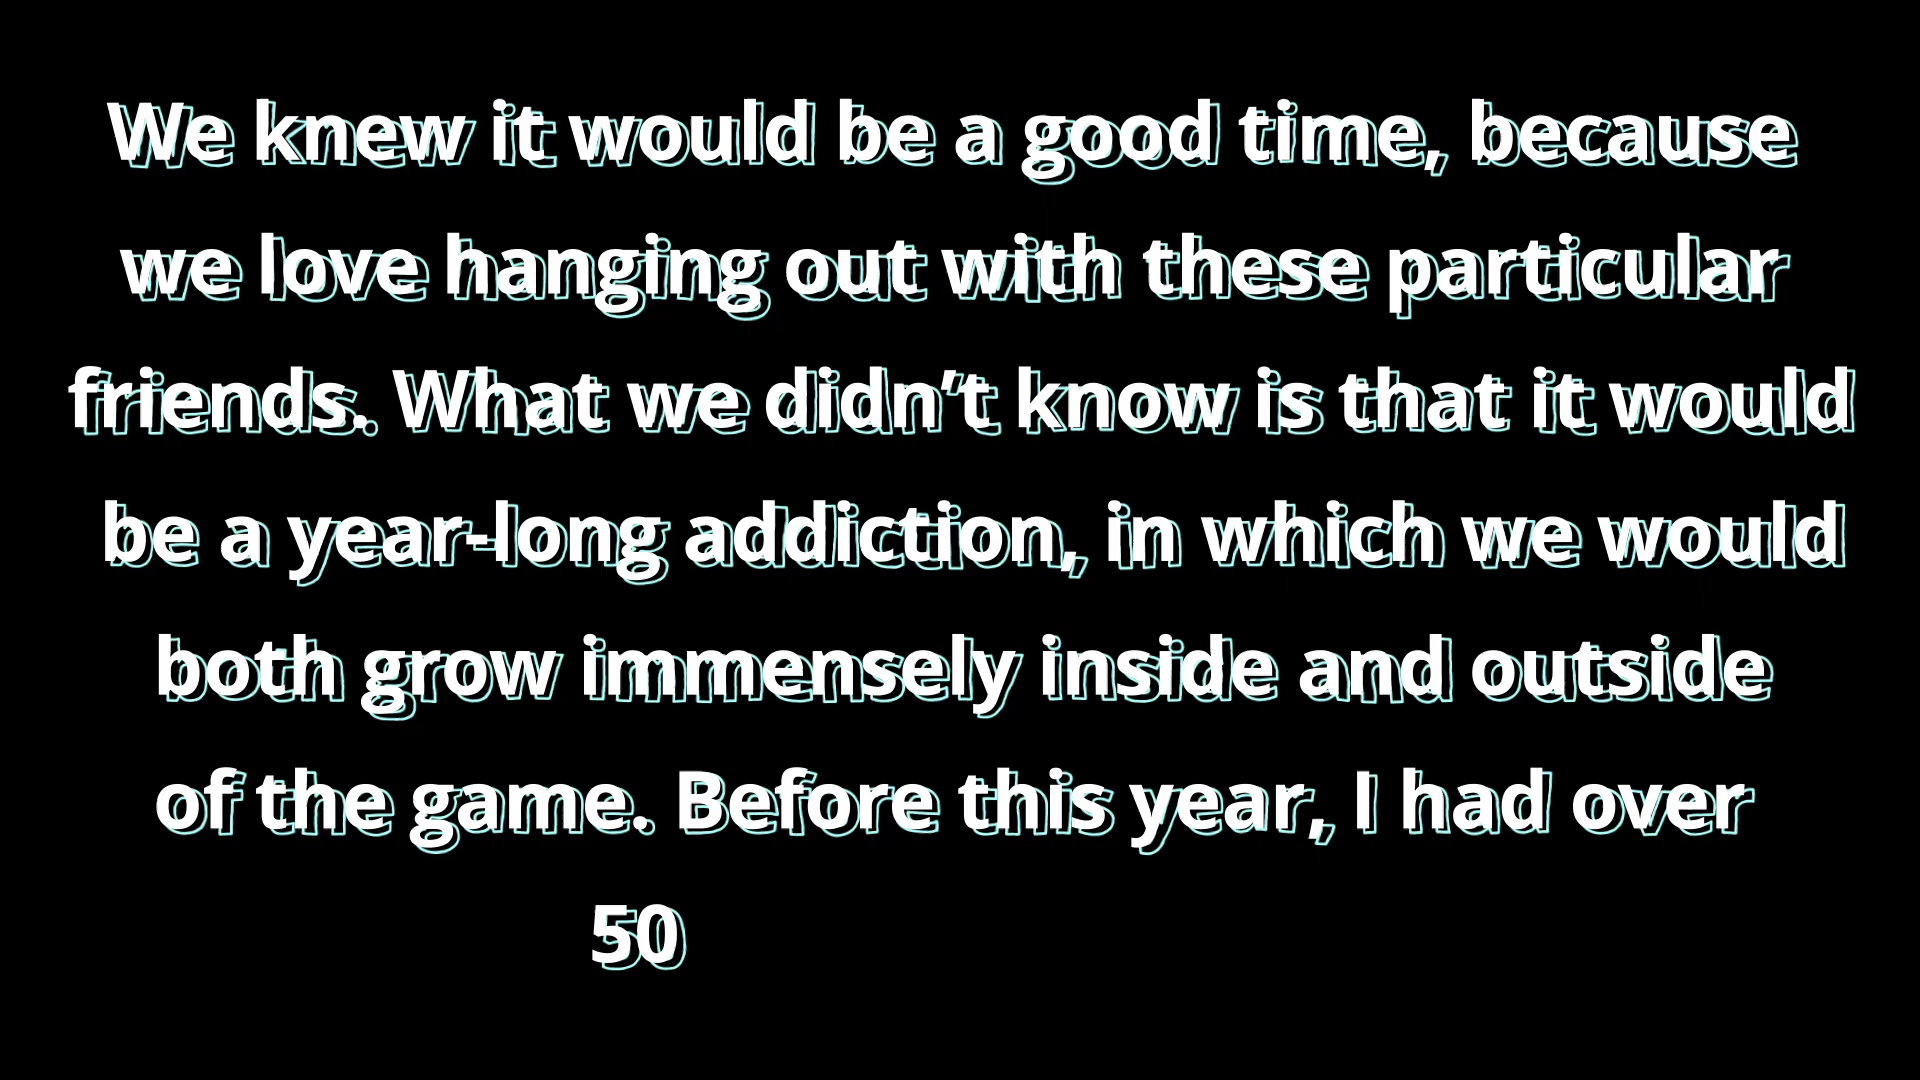 We knew it would be a good time, because
we love hanging out with these particular
friends. What we didn’t know is that it would
be a year-long addiction, in which we would
both grow immensely inside and outside
of the game. Before this year, I had over
50